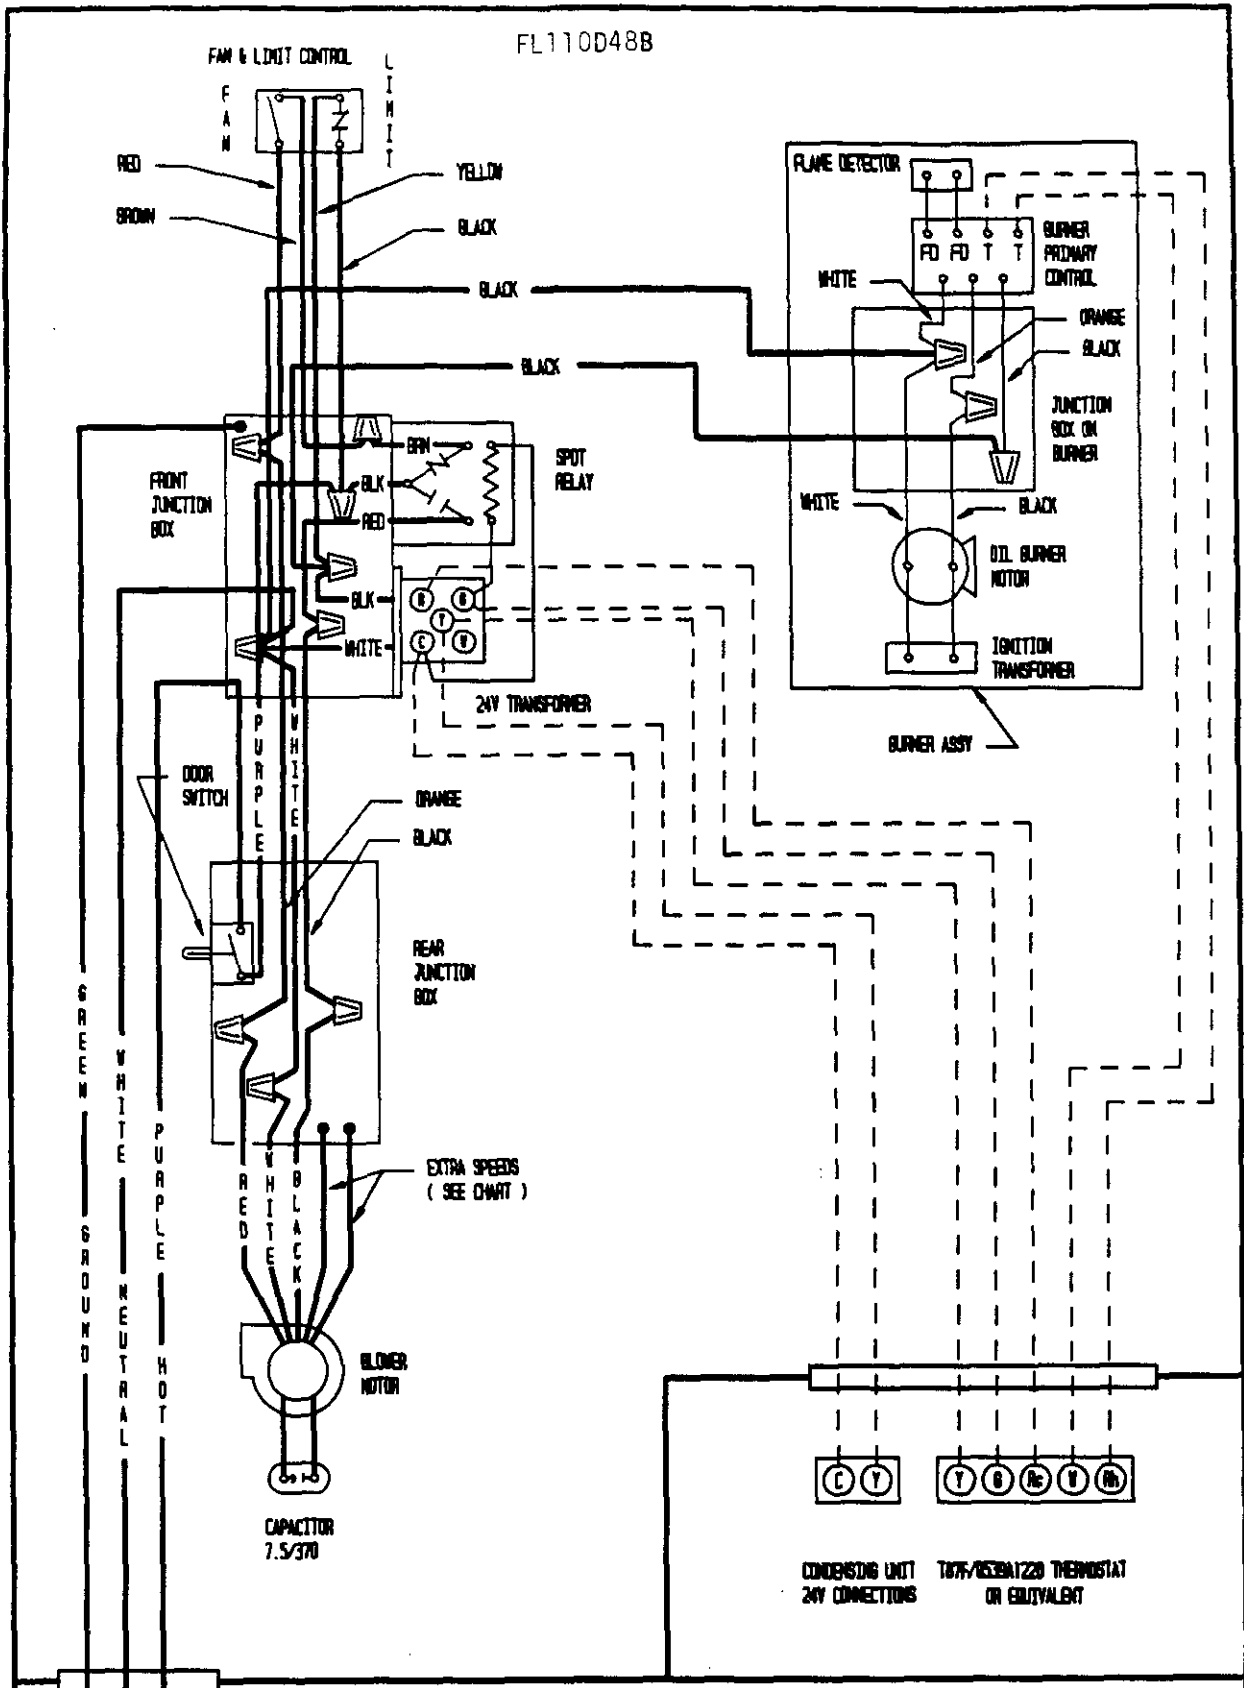 FL110D48B
FAN & LIMIT CONTROL
FAN
LIMIT
RED
BROWN
YELLOW
BLACK
BLACK
BLACK
FLAME DETECTOR
FD FD T T
BURNER
PRIMARY
CONTROL
WHITE
ORANGE
BLACK
JUNCTION
BOX ON
BURNER
WHITE
BLACK
OIL BURNER
MOTOR
IGNITION
TRANSFORMER
BURNER ASSY
FRONT
JUNCTION
BOX
BRN
BLK
RED
SPDT
RELAY
BLK
WHITE
R G
Y
C W
24V TRANSFORMER
PURPLE
WHITE
DOOR
SWITCH
ORANGE
BLACK
REAR
JUNCTION
BOX
GREEN GROUND
WHITE NEUTRAL
PURPLE HOT
RED
WHITE
BLACK
EXTRA SPEEDS
( SEE CHART )
BLOWER
MOTOR
CAPACITOR
7.5/370
C Y
Y G Rc W Rh
CONDENSING UNIT
24V CONNECTIONS
THERMOSTAT
OR EQUIVALENT